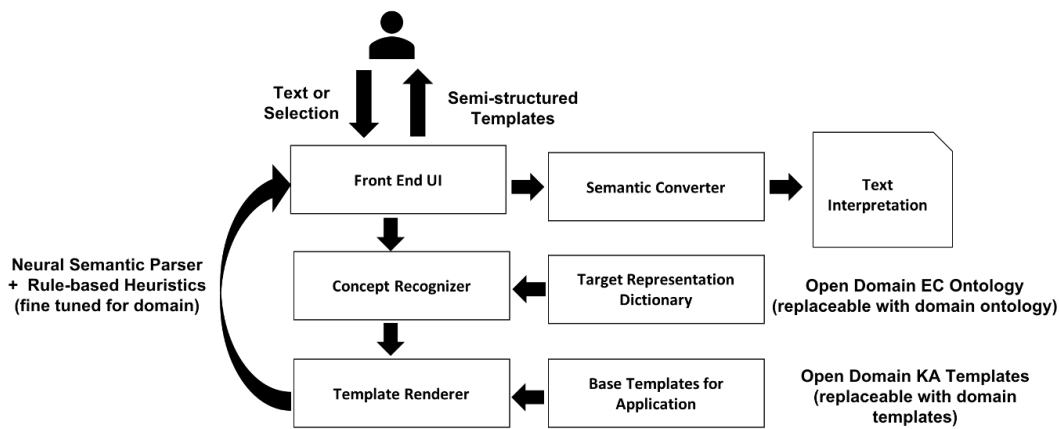 Text or
Selection
Semi-structured
Templates
Front End UI
Semantic Converter
Text
Interpretation
Neural Semantic Parser
+ Rule-based Heuristics
(fine tuned for domain)
Concept Recognizer
Target Representation
Dictionary
Open Domain EC Ontology
(replaceable with domain ontology)
Template Renderer
Base Templates for
Application
Open Domain KA Templates
(replaceable with domain
templates)